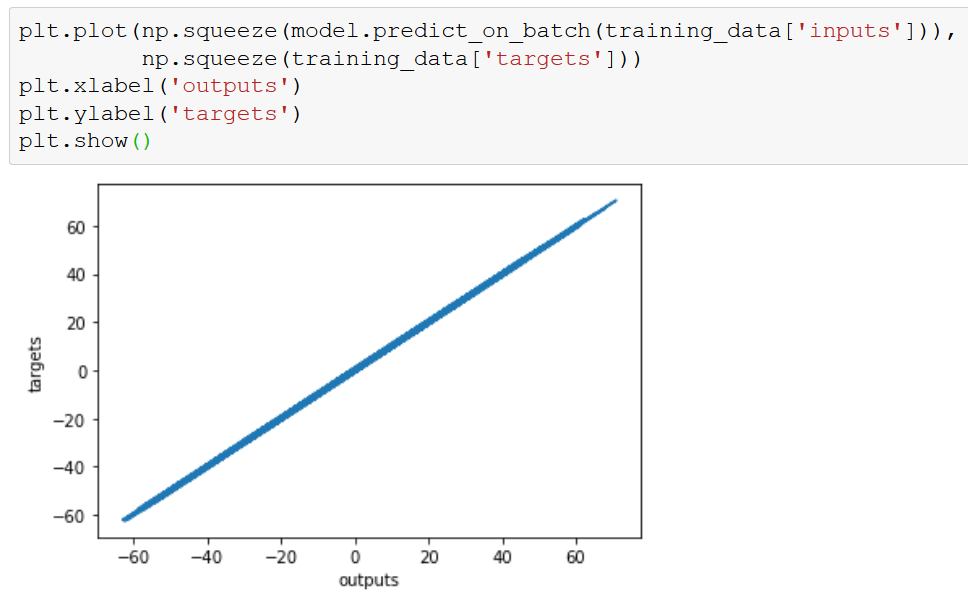 plt.plot(np.squeeze(model.predict_on_batch(training_data['inputs'])),
         np.squeeze(training_data['targets']))
plt.xlabel('outputs')
plt.ylabel('targets')
plt.show()
60
40
20
0
−20
−40
−60
targets
−60 −40 −20 0 20 40 60
outputs